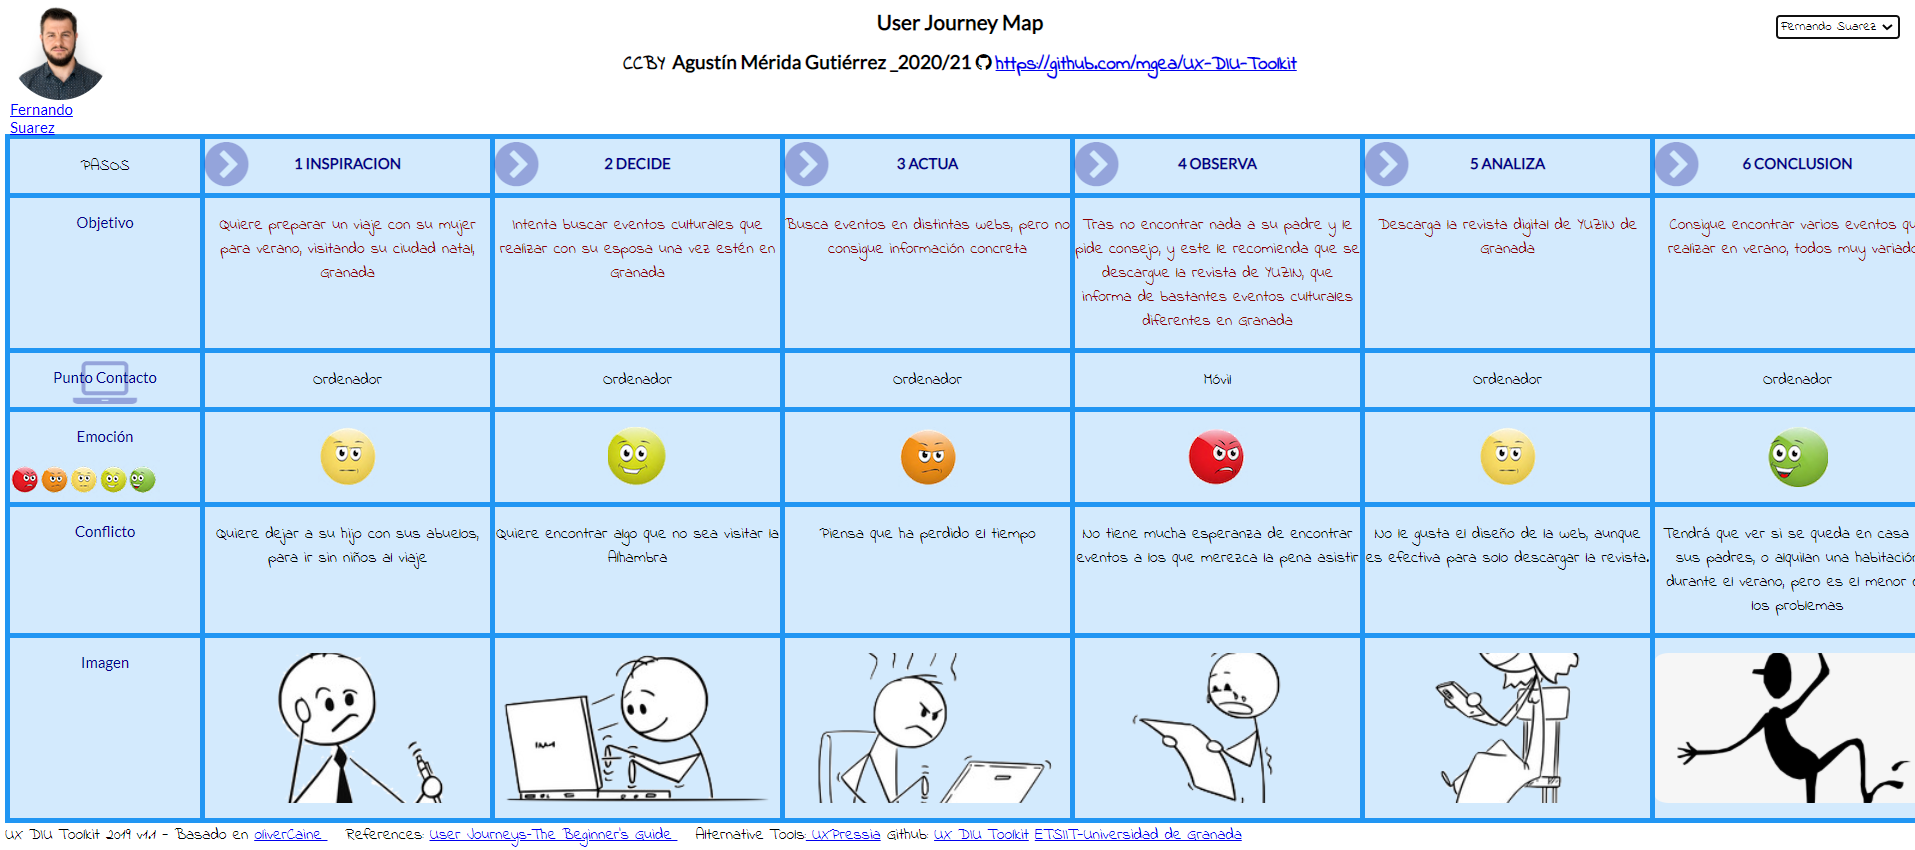 User Journey Map
Fernando Suarez
CCBY Agustín Mérida Gutiérrez _2020/21 https://github.com/mgea/UX-DIU-Toolkit
Fernando
Suarez
PASOS
1 INSPIRACION
2 DECIDE
3 ACTUA
4 OBSERVA
5 ANALIZA
6 CONCLUSION
Objetivo
Quiere preparar un viaje con su mujer
para verano, visitando su ciudad natal,
Granada
Intenta buscar eventos culturales que
realizar con su esposa una vez estén en
Granada
Busca eventos en distintas webs, pero no
consigue información concreta
Tras no encontrar nada a su padre y le
pide consejo, y este le recomienda que se
descargue la revista de YUZIN, que
informa de bastantes eventos culturales
diferentes en Granada
Descarga la revista digital de YUZIN de
Granada
Consigue encontrar varios eventos qu
realizar en verano, todos muy variado
Punto Contacto
Ordenador
Ordenador
Ordenador
Móvil
Ordenador
Ordenador
Emoción
Conflicto
Quiere dejar a su hijo con sus abuelos,
para ir sin niños al viaje
Quiere encontrar algo que no sea visitar la
Alhambra
Piensa que ha perdido el tiempo
No tiene mucha esperanza de encontrar
eventos a los que merezca la pena asistir
No le gusta el diseño de la web, aunque
es efectiva para solo descargar la revista.
Tendrá que ver si se queda en casa
sus padres, o alquilan una habitación
durante el verano, pero es el menor
los problemas
Imagen
UX DIU Toolkit 2019 v1.1 - Basado en oliverCaine References: User Journeys-The Beginner's Guide Alternative Tools: UXPressia Github: UX DIU Toolkit ETSIIT-Universidad de Granada